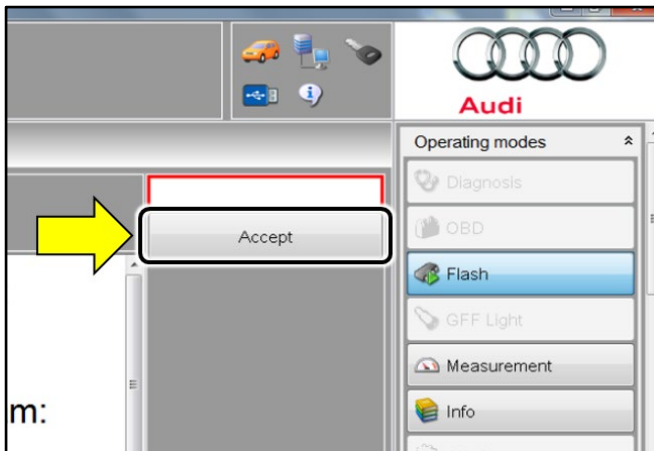 Audi
Operating modes
Diagnosis
OBD
Accept
Flash
GFF Light
Measurement
m:
Info